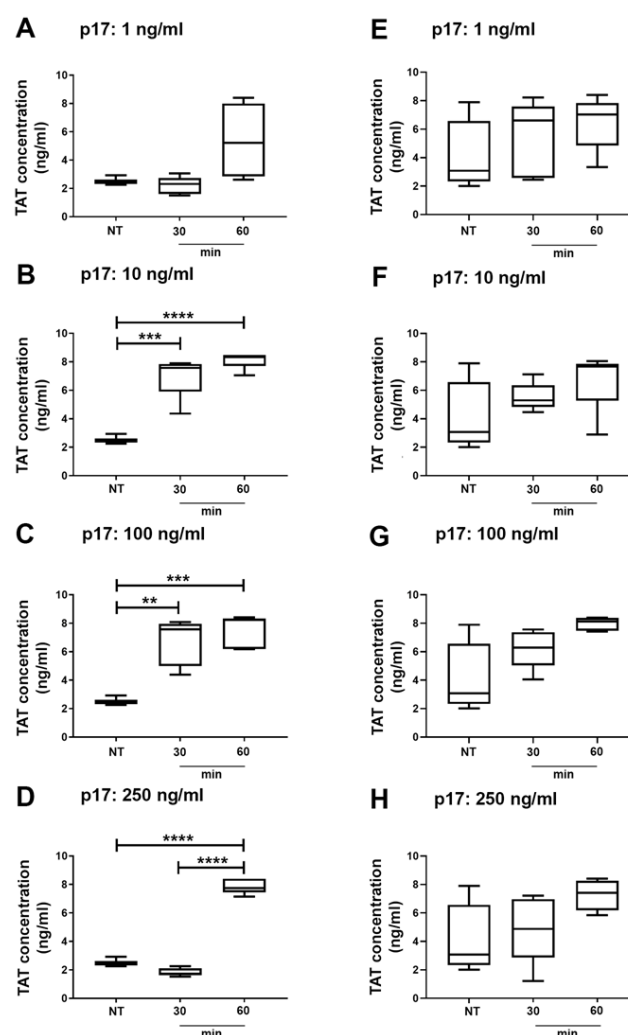 A p17: 1 ng/ml
TAT concentration
(ng/ml)
10
8
6
4
2
0
NT 30 60
min
B p17: 10 ng/ml
**** 
***
TAT concentration
(ng/ml)
10
8
6
4
2
0
NT 30 60
min
C p17: 100 ng/ml
***
**
TAT concentration
(ng/ml)
10
8
6
4
2
0
NT 30 60
min
D p17: 250 ng/ml
****
****
TAT concentration
(ng/ml)
10
8
6
4
2
0
NT 30 60
min
E p17: 1 ng/ml
TAT concentration
(ng/ml)
10
8
6
4
2
0
NT 30 60
min
F p17: 10 ng/ml
TAT concentration
(ng/ml)
10
8
6
4
2
0
NT 30 60
min
G p17: 100 ng/ml
TAT concentration
(ng/ml)
10
8
6
4
2
0
NT 30 60
min
H p17: 250 ng/ml
TAT concentration
(ng/ml)
10
8
6
4
2
0
NT 30 60
min